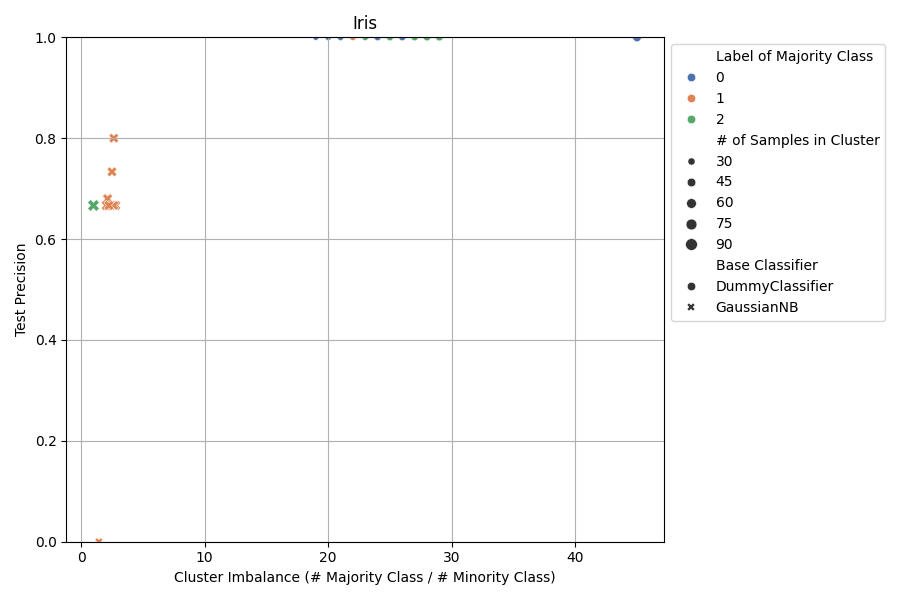 Iris
1.0
0.8
0.6
0.4
0.2
0.0
Test Precision
0
10
20
30
40
Cluster Imbalance (# Majority Class / # Minority Class)
Label of Majority Class
0
1
2
# of Samples in Cluster
30
45
60
75
90
Base Classifier
DummyClassifier
GaussianNB